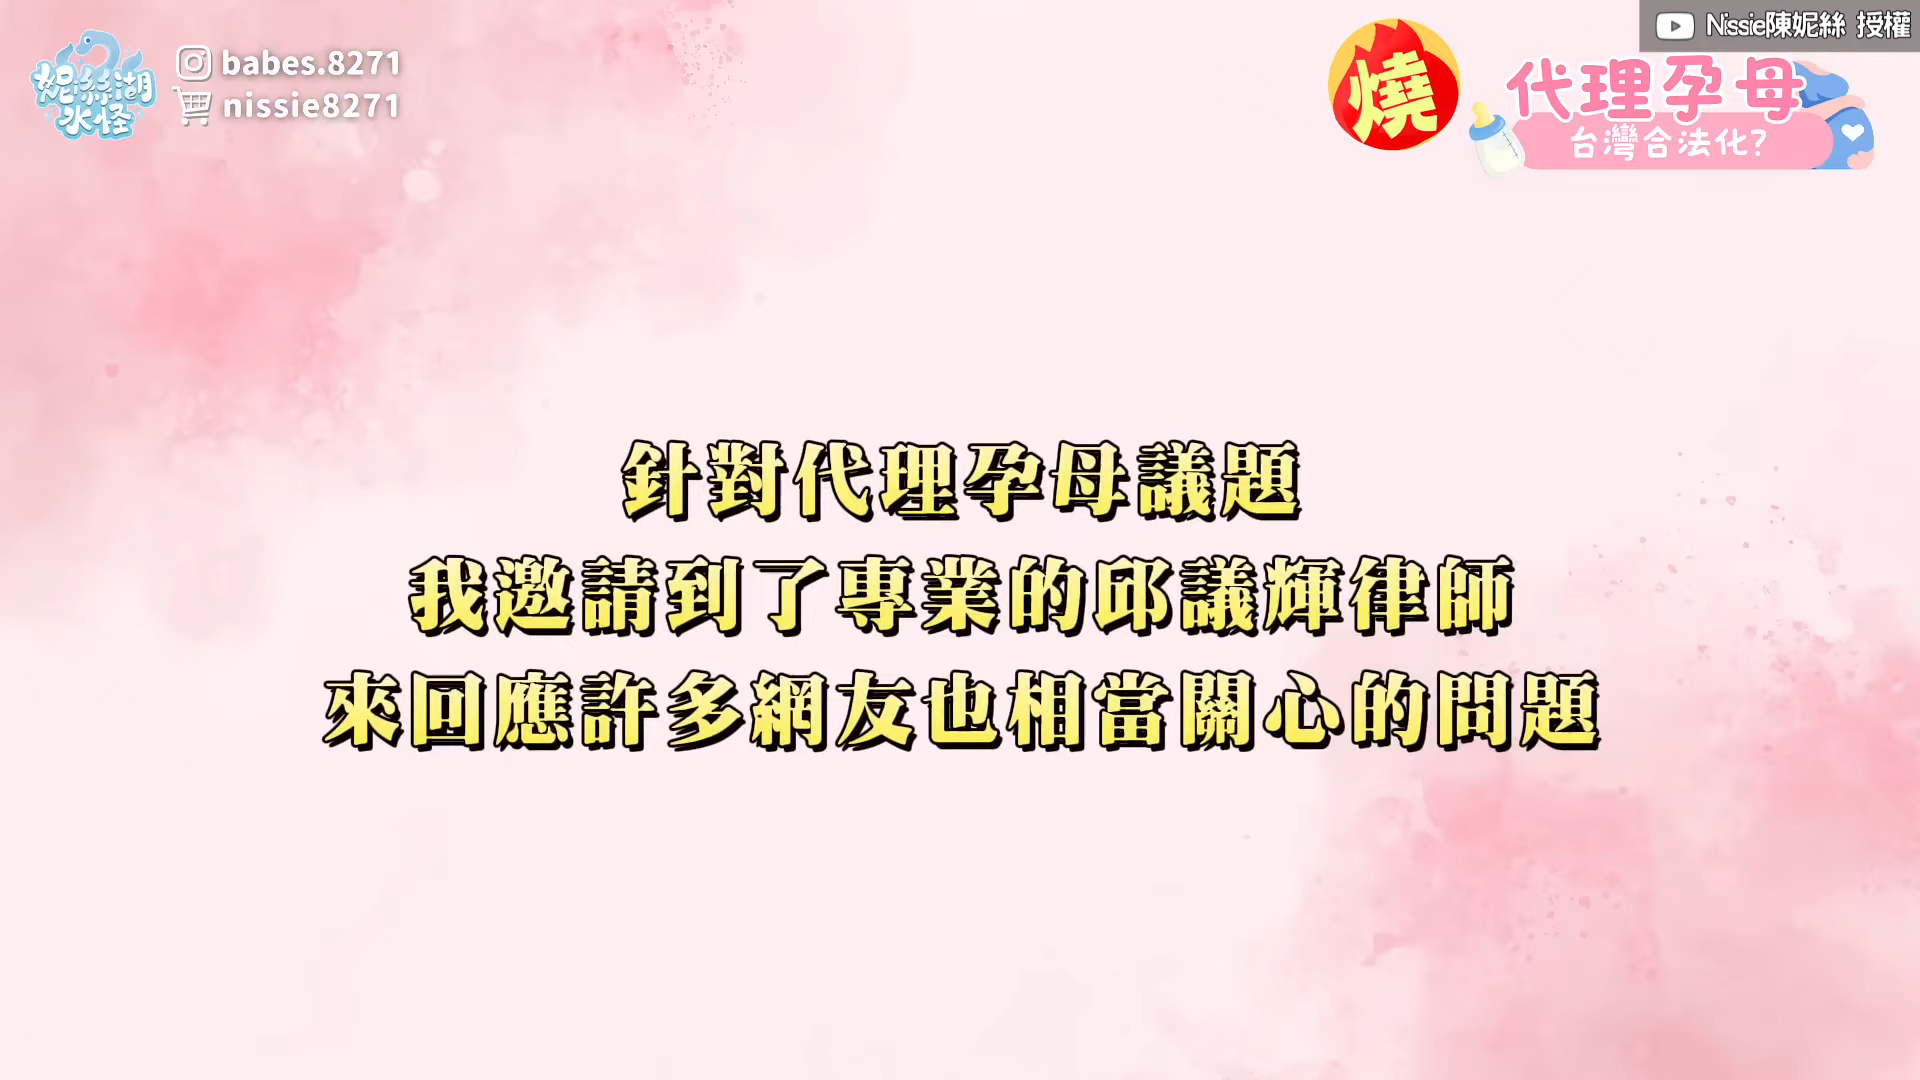 妮絲湖
水怪
babes.8271
nissie8271
Nissie陳妮絲 授權
燒
代理孕母
台灣合法化?
針對代理孕母議題
我邀請到了專業的邱議輝律師
來回應許多網友也相當關心的問題